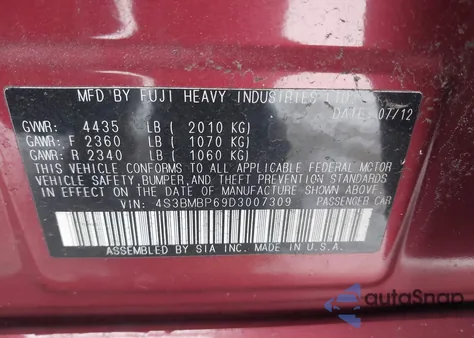 MFD BY FUJI HEAVY INDUSTRIES LTD.
DATE 07/12
GVWR: 4435 LB ( 2010 KG)
GAWR: F 2360 LB ( 1070 KG)
GAWR: R 2340 LB ( 1060 KG)
THIS VEHICLE CONFORMS TO ALL APPLICABLE FEDERAL MOTOR
VEHICLE SAFETY, BUMPER, AND THEFT PREVENTION STANDARDS
IN EFFECT ON THE DATE OF MANUFACTURE SHOWN ABOVE.
VIN: 4S3BMBP69D3007309 PASSENGER CAR
ASSEMBLED BY SIA INC. MADE IN U.S.A.
autoSnap